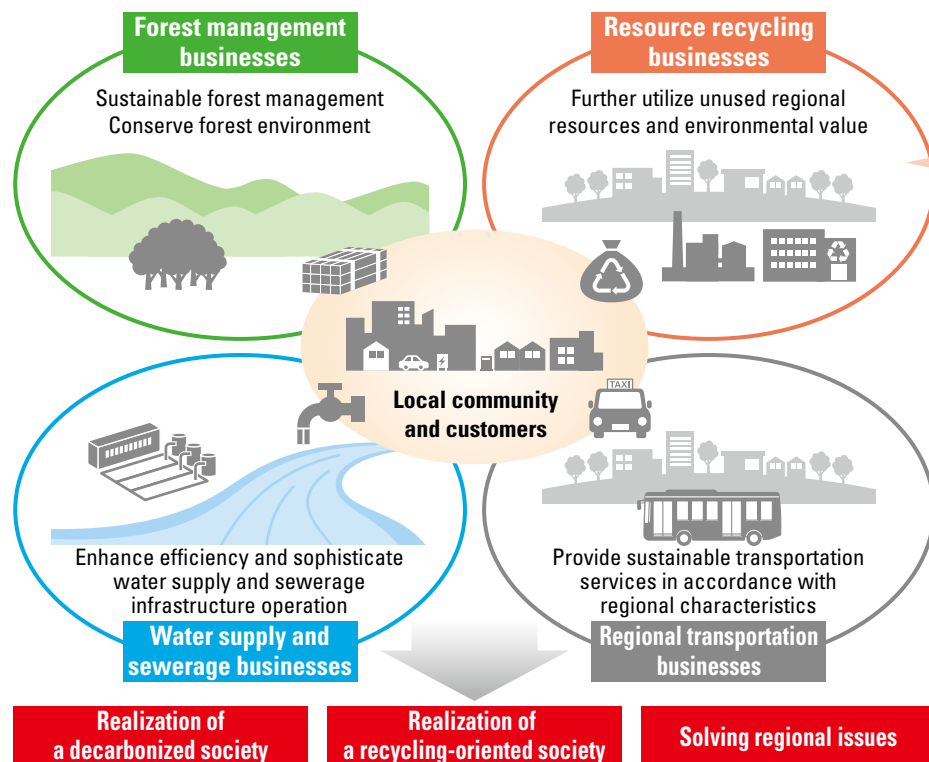 Forest management
businesses
Sustainable forest management
Conserve forest environment
Resource recycling
businesses
Further utilize unused regional
resources and environmental value
Local community
and customers
TAXI
Enhance efficiency and sophisticate
water supply and sewerage
infrastructure operation
Water supply and
sewerage businesses
Provide sustainable transportation
services in accordance with
regional characteristics
Regional transportation
businesses
Realization of
a decarbonized society
Realization of
a recycling-oriented society
Solving regional issues